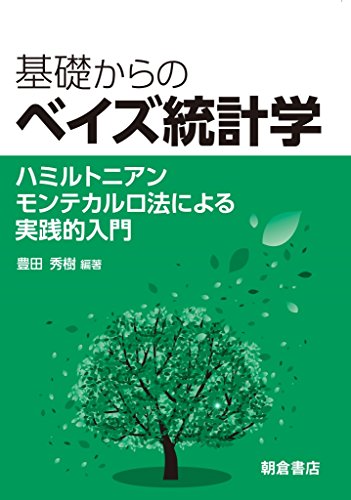 基礎からの
ベイズ統計学
ハミルトニアン
モンテカルロ法による
実践的入門
豊田 秀樹 編著
朝倉書店